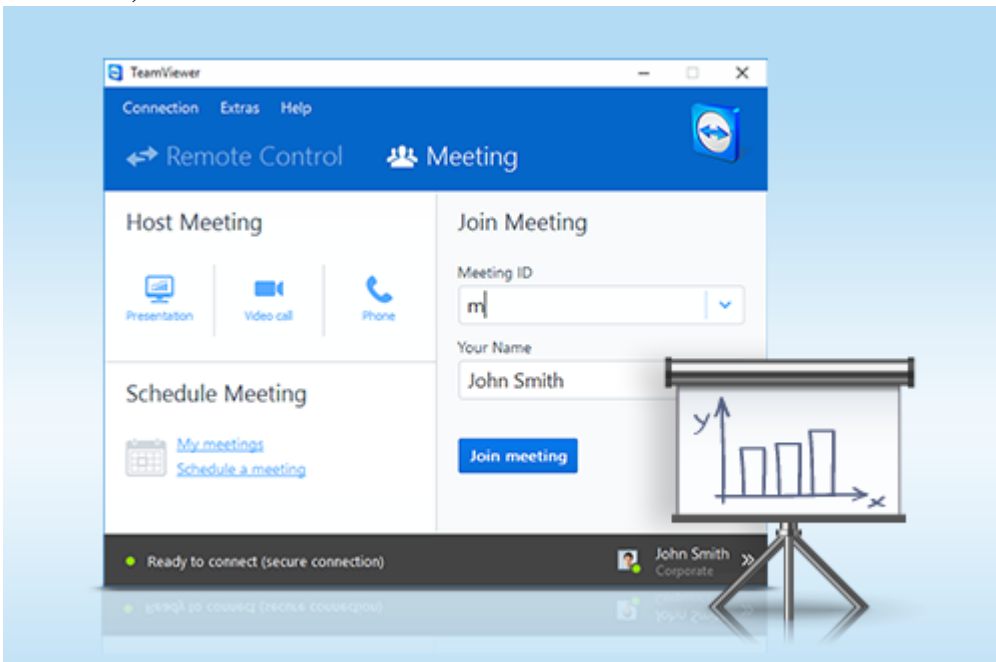 TeamViewer
Connection Extras Help
Remote Control Meeting
Host Meeting
Presentation Video call Phone
Schedule Meeting
My meetings
Schedule a meeting
Join Meeting
Meeting ID
m
Your Name
John Smith
Join meeting
y
x
Ready to connect (secure connection)
John Smith
Corporate